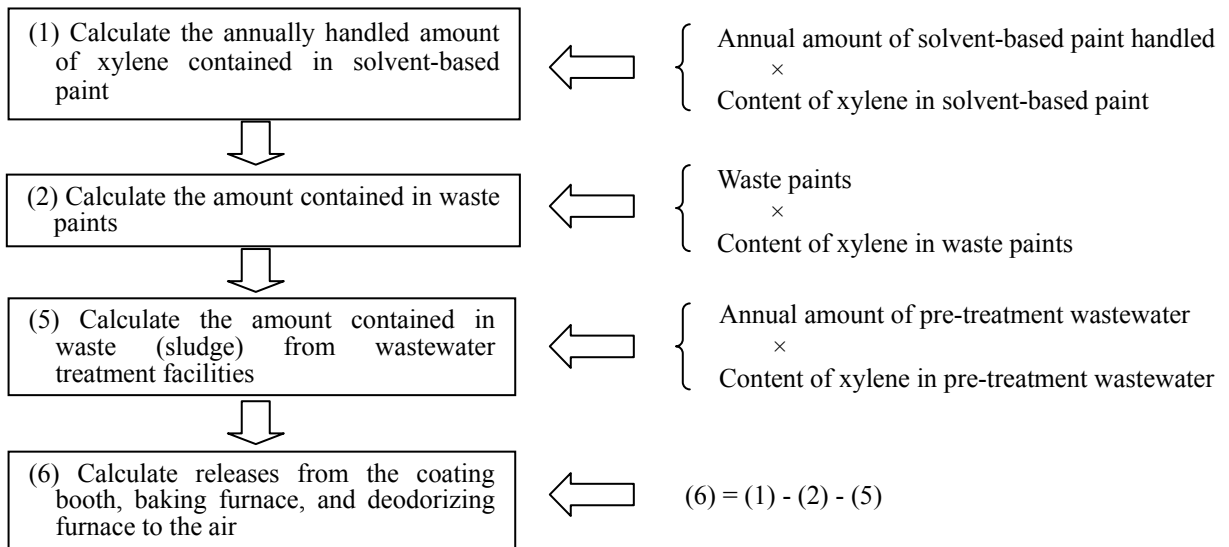 (1) Calculate the annually handled amount
of xylene contained in solvent-based
paint
Annual amount of solvent-based paint handled
×
Content of xylene in solvent-based paint
(2) Calculate the amount contained in waste
paints
Waste paints
×
Content of xylene in waste paints
(5) Calculate the amount contained in
waste (sludge) from wastewater
treatment facilities
Annual amount of pre-treatment wastewater
×
Content of xylene in pre-treatment wastewater
(6) Calculate releases from the coating
booth, baking furnace, and deodorizing
furnace to the air
(6) = (1) - (2) - (5)